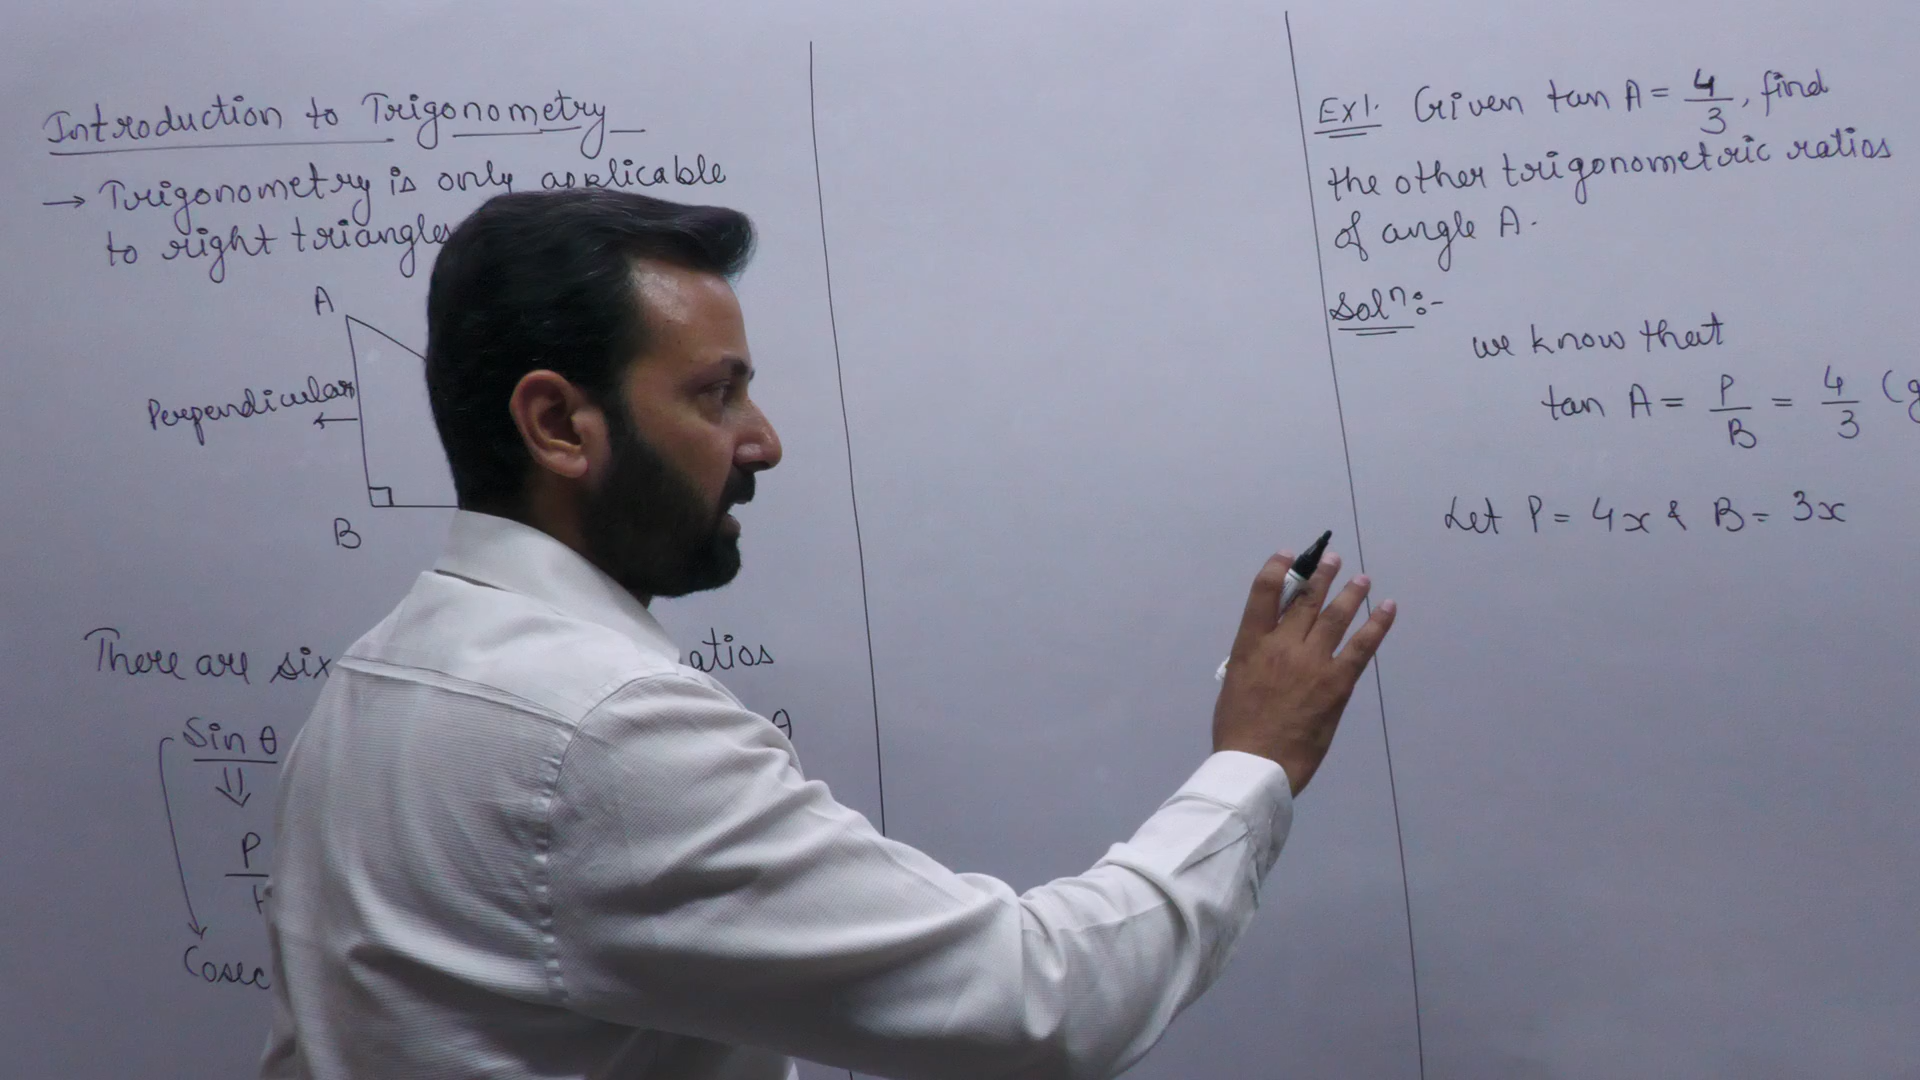 Introduction to Trigonometry
→ Trigonometry is only applicable
to right triangles
A
Perpendicular
←
B
There are six
atios
Sin θ
θ
⇓
P
Cosec
Ex1. Given tan A = 4/3, find
the other trigonometric ratios
of angle A.
Solⁿ:-
we know that
tan A = P/B = 4/3 (g
Let P = 4x & B = 3x